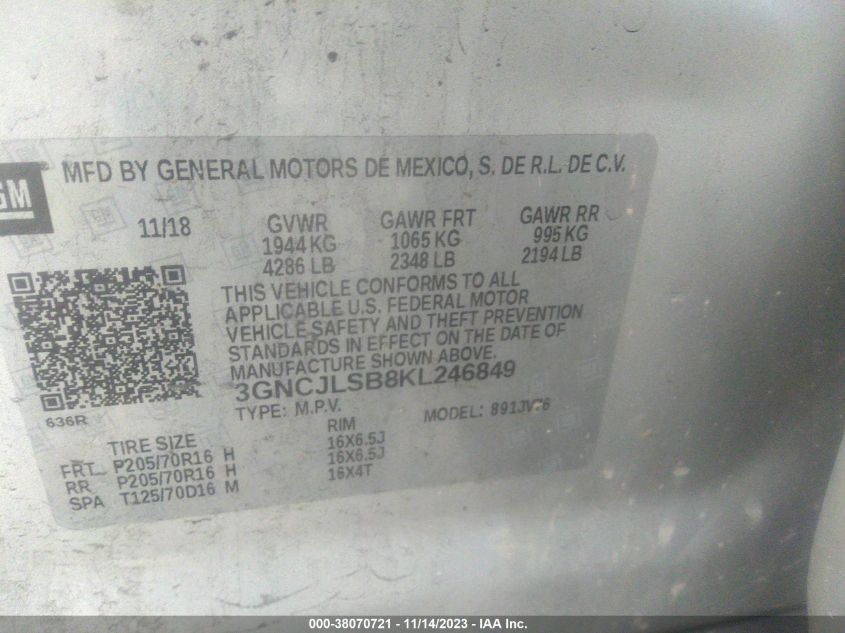 GM
MFD BY GENERAL MOTORS DE MEXICO, S. DE R.L. DE C.V.
11/18 GVWR GAWR FRT GAWR RR
1944 KG 1065 KG 995 KG
4286 LB 2348 LB 2194 LB
THIS VEHICLE CONFORMS TO ALL
APPLICABLE U.S. FEDERAL MOTOR
VEHICLE SAFETY AND THEFT PREVENTION
STANDARDS IN EFFECT ON THE DATE OF
MANUFACTURE SHOWN ABOVE.
3GNCJLSB8KL246849
636R
TYPE: M.P.V. MODEL: 891JV76
TIRE SIZE RIM
FRT P205/70R16 H 16X6.5J
RR P205/70R16 H 16X6.5J
SPA T125/70D16 M 16X4T
000-38070721 - 11/14/2023 - IAA Inc.